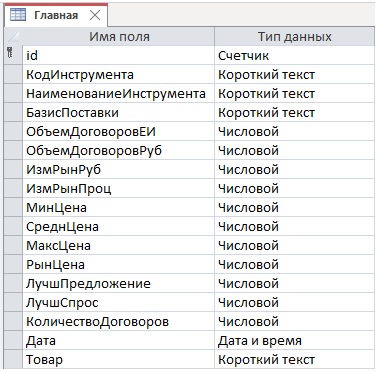 Главная
Имя поля Тип данных
id Счетчик
КодИнструмента Короткий текст
НаименованиеИнструмента Короткий текст
БазисПоставки Короткий текст
ОбъемДоговоровЕИ Числовой
ОбъемДоговоровРуб Числовой
ИзмРынРуб Числовой
ИзмРынПроц Числовой
МинЦена Числовой
СреднЦена Числовой
МаксЦена Числовой
РынЦена Числовой
ЛучшПредложение Числовой
ЛучшСпрос Числовой
КоличествоДоговоров Числовой
Дата Дата и время
Товар Короткий текст